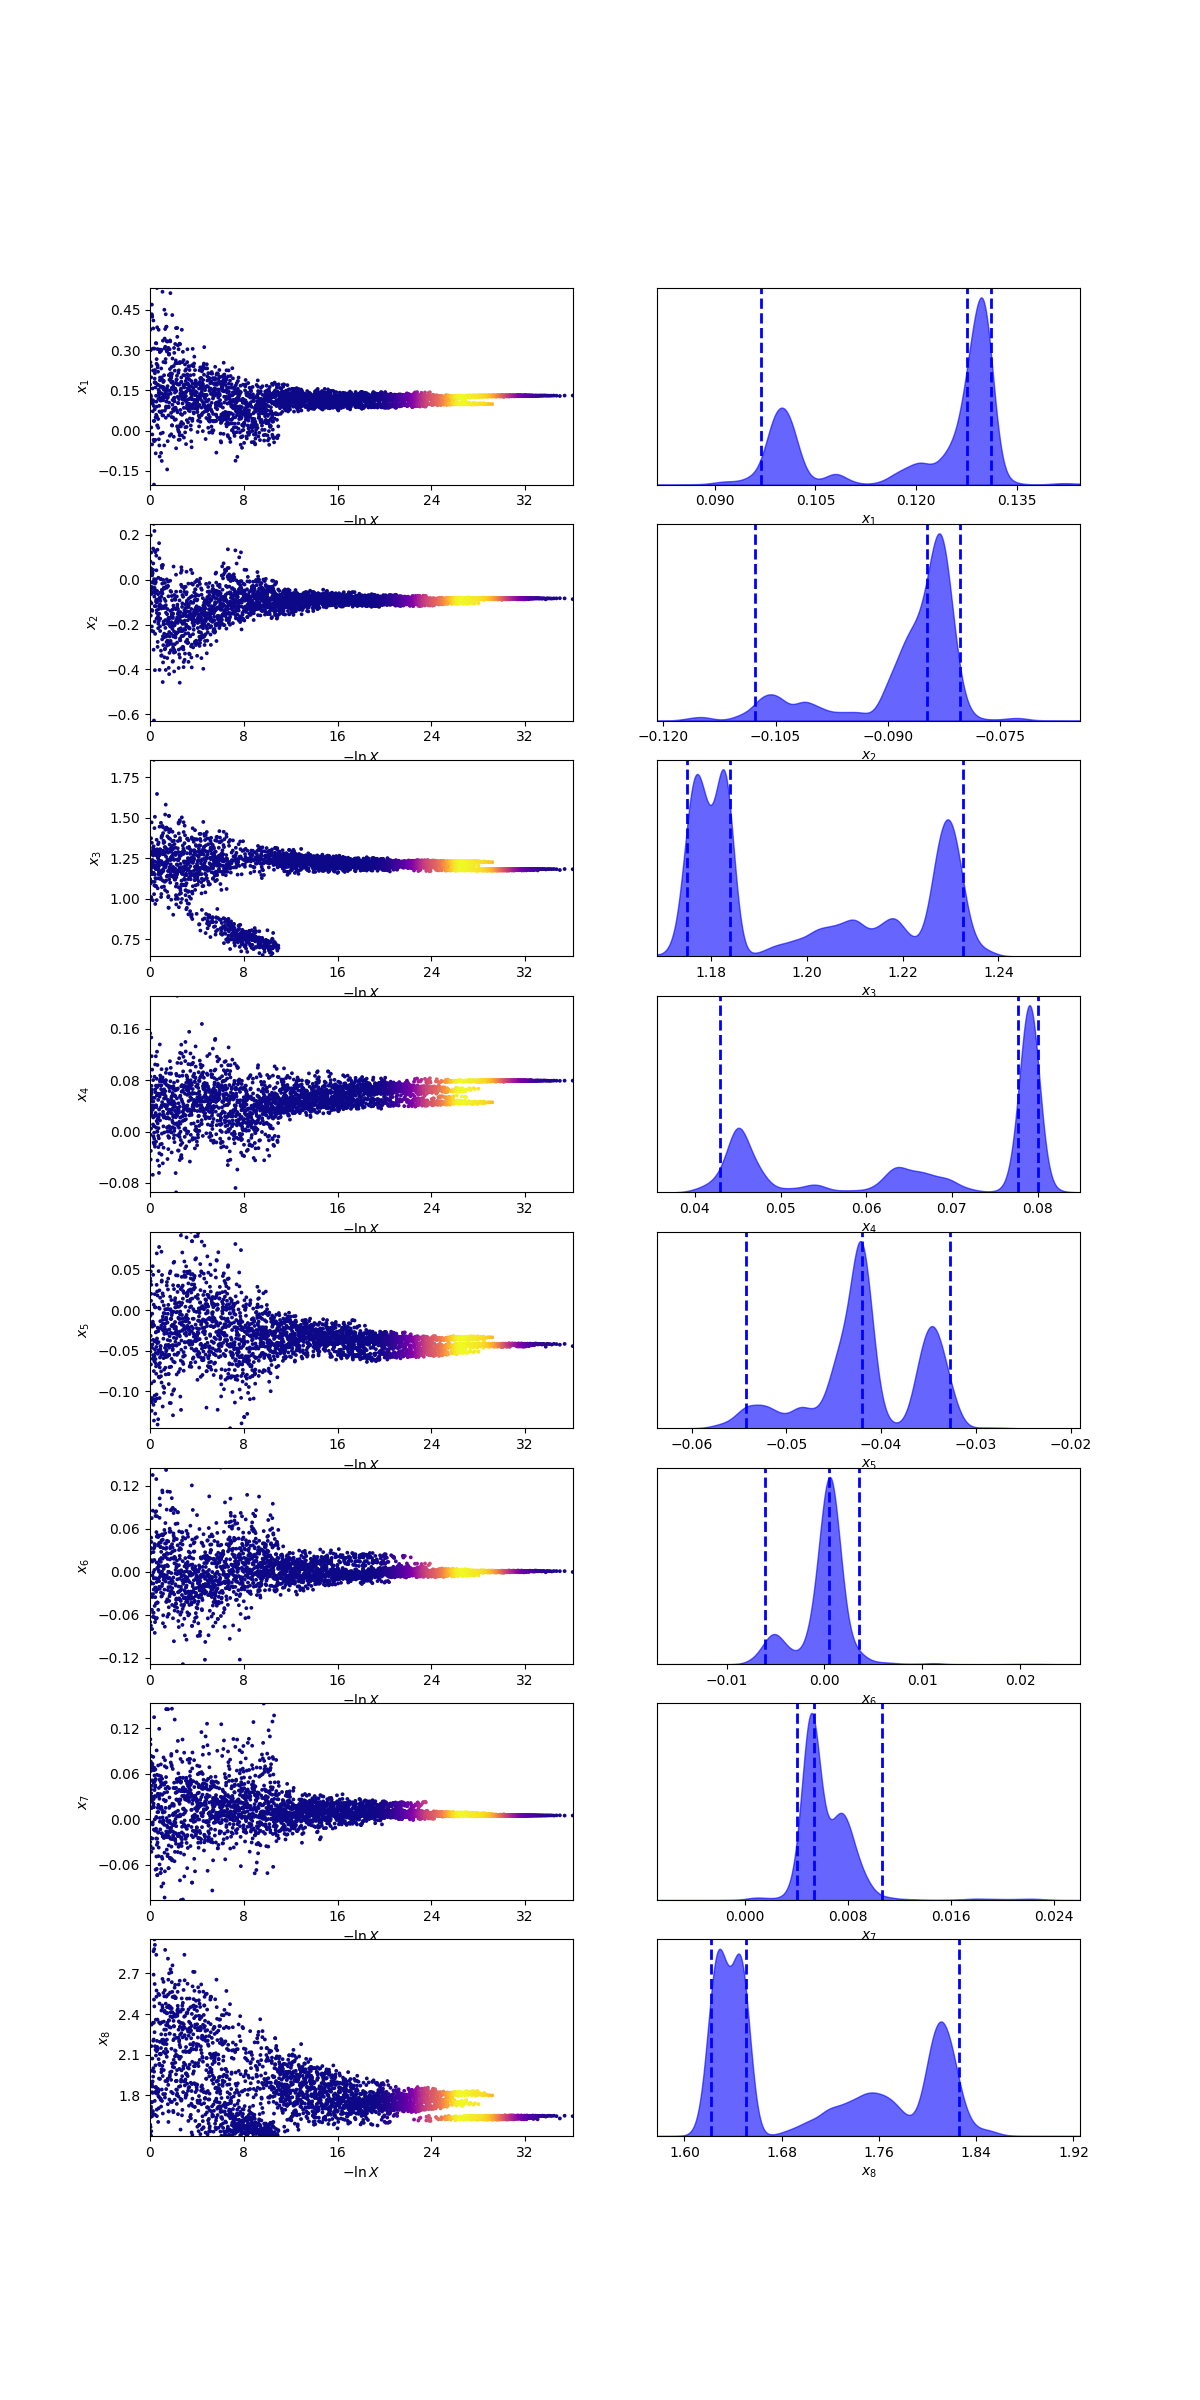 0.45
0.30
0.15
0.00
−0.15
x₁
0 8 16 24 32
−ln X
0.090 0.105 0.120 0.135
x₁
0.2
0.0
−0.2
−0.4
−0.6
x₂
0 8 16 24 32
−ln X
−0.120 −0.105 −0.090 −0.075
x₂
1.75
1.50
1.25
1.00
0.75
x₃
0 8 16 24 32
−ln X
1.18 1.20 1.22 1.24
x₃
0.16
0.08
0.00
−0.08
x₄
0 8 16 24 32
−ln X
0.04 0.05 0.06 0.07 0.08
x₄
0.05
0.00
−0.05
−0.10
x₅
0 8 16 24 32
−ln X
−0.06 −0.05 −0.04 −0.03 −0.02
x₅
0.12
0.06
0.00
−0.06
−0.12
x₆
0 8 16 24 32
−ln X
−0.01 0.00 0.01 0.02
x₆
0.12
0.06
0.00
−0.06
x₇
0 8 16 24 32
−ln X
0.000 0.008 0.016 0.024
x₇
2.7
2.4
2.1
1.8
x₈
0 8 16 24 32
−ln X
1.60 1.68 1.76 1.84 1.92
x₈